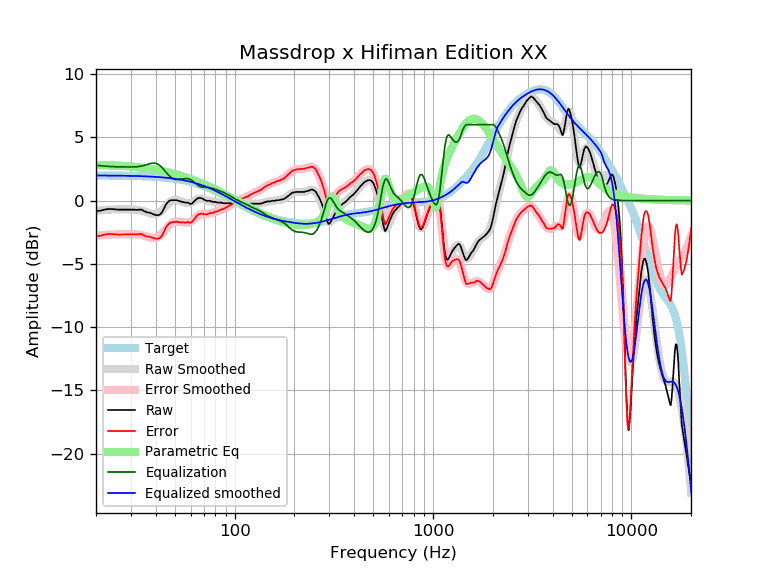 Massdrop x Hifiman Edition XX
10
5
0
−5
−10
−15
−20
Amplitude (dBr)
Target
Raw Smoothed
Error Smoothed
Raw
Error
Parametric Eq
Equalization
Equalized smoothed
100
1000
10000
Frequency (Hz)